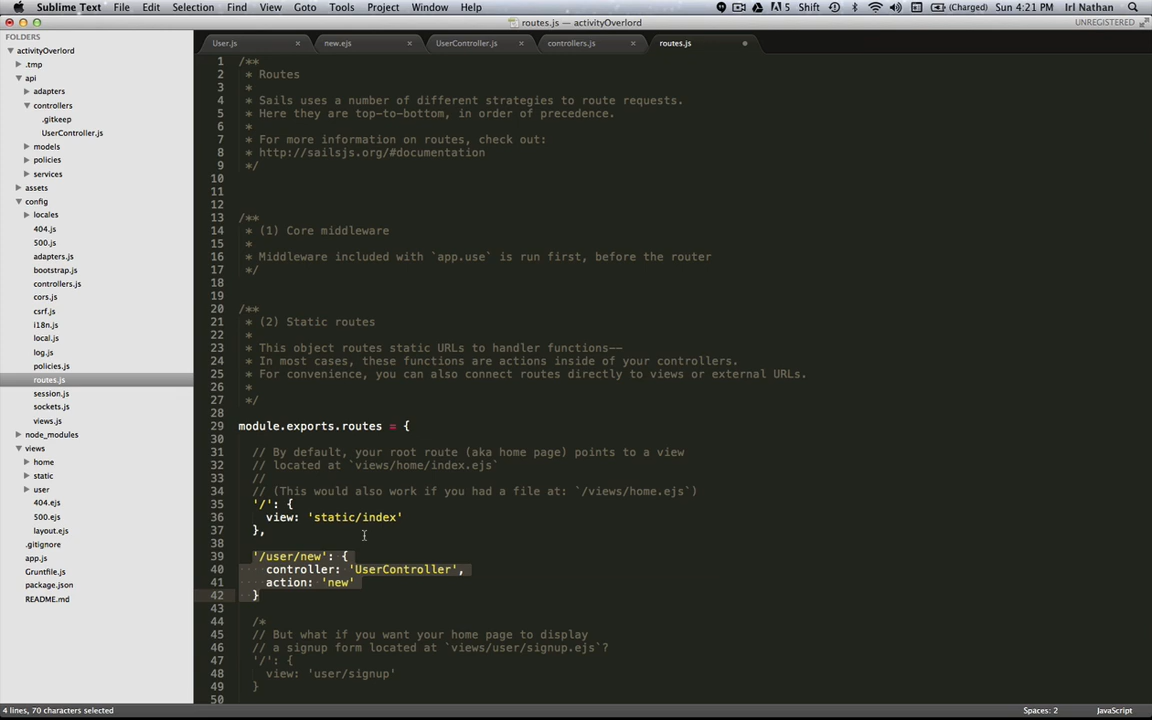 Sublime Text File Edit Selection Find View Goto Tools Project Window Help 5 Shift (Charged) Sun 4:21 PM Irl Nathan
routes.js — activityOverlord UNREGISTERED
FOLDERS
activityOverlord
.tmp
api
adapters
controllers
.gitkeep
UserController.js
models
policies
services
assets
config
locales
404.js
500.js
adapters.js
bootstrap.js
controllers.js
cors.js
csrf.js
i18n.js
local.js
log.js
policies.js
routes.js
session.js
sockets.js
views.js
node_modules
views
home
static
user
404.ejs
500.ejs
layout.ejs
.gitignore
app.js
Gruntfile.js
package.json
README.md
User.js × new.ejs × UserController.js × controllers.js × routes.js
1 /**
2 * Routes
3 *
4 * Sails uses a number of different strategies to route requests.
5 * Here they are top-to-bottom, in order of precedence.
6 *
7 * For more information on routes, check out:
8 * http://sailsjs.org/#documentation
9 */
10
11
12
13 /**
14 * (1) Core middleware
15 *
16 * Middleware included with `app.use` is run first, before the router
17 */
18
19
20 /**
21 * (2) Static routes
22 *
23 * This object routes static URLs to handler functions--
24 * In most cases, these functions are actions inside of your controllers.
25 * For convenience, you can also connect routes directly to views or external URLs.
26 *
27 */
28
29 module.exports.routes = {
30
31 // By default, your root route (aka home page) points to a view
32 // located at `views/home/index.ejs`
33 //
34 // (This would also work if you had a file at: `/views/home.ejs`)
35 '/': {
36 view: 'static/index'
37 },
38
39 '/user/new': {
40 controller: 'UserController',
41 action: 'new'
42 }
43
44 /*
45 // But what if you want your home page to display
46 // a signup form located at `views/user/signup.ejs`?
47 '/': {
48 view: 'user/signup'
49 }
50
4 lines, 70 characters selected Spaces: 2 JavaScript